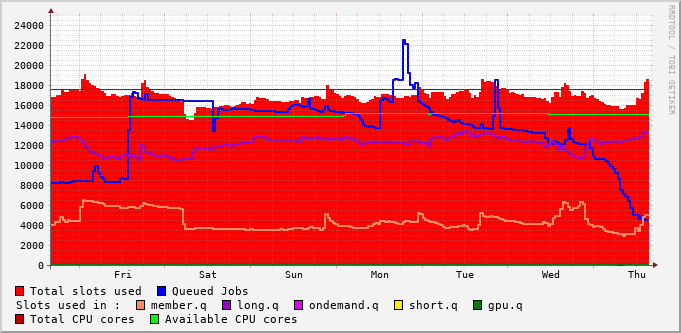 RRDTOOL / TOBI OETIKER
24000
22000
20000
18000
16000
14000
12000
10000
8000
6000
4000
2000
0
Fri Sat Sun Mon Tue Wed Thu
Total slots used Queued Jobs
Slots used in : member.q long.q ondemand.q short.q gpu.q
Total CPU cores Available CPU cores